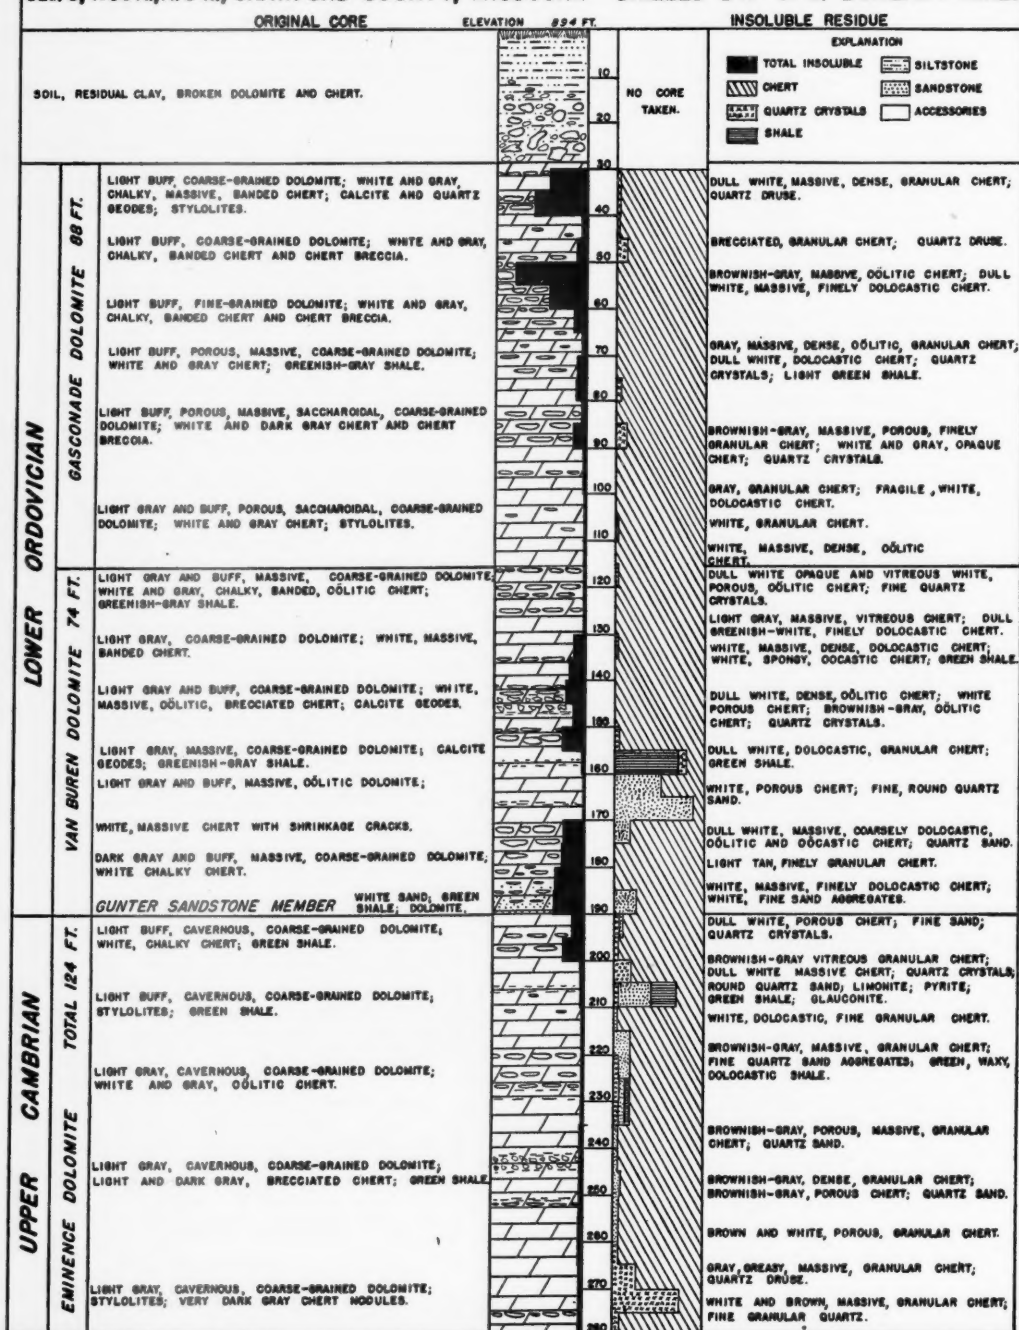 ORIGINAL CORE
ELEVATION 894 FT.
INSOLUBLE RESIDUE
EXPLANATION
TOTAL INSOLUBLE
SILTSTONE
CHERT
SANDSTONE
QUARTZ CRYSTALS
ACCESSORIES
SHALE
SOIL, RESIDUAL CLAY, BROKEN DOLOMITE AND CHERT.
NO CORE
TAKEN.
10
20
30
40
50
60
70
80
90
100
110
120
130
140
150
160
170
180
190
200
210
220
230
240
250
260
270
280
LOWER ORDOVICIAN
GASCONADE DOLOMITE 88 FT.
LIGHT BUFF, COARSE-GRAINED DOLOMITE; WHITE AND GRAY,
CHALKY, MASSIVE, BANDED CHERT; CALCITE AND QUARTZ
GEODES; STYLOLITES.
LIGHT BUFF, COARSE-GRAINED DOLOMITE; WHITE AND GRAY,
CHALKY, BANDED CHERT AND CHERT BRECCIA.
LIGHT BUFF, FINE-GRAINED DOLOMITE; WHITE AND GRAY,
CHALKY, BANDED CHERT AND CHERT BRECCIA.
LIGHT BUFF, POROUS, MASSIVE, COARSE-GRAINED DOLOMITE;
WHITE AND GRAY CHERT; GREENISH-GRAY SHALE.
LIGHT BUFF, POROUS, MASSIVE, SACCHAROIDAL, COARSE-GRAINED
DOLOMITE; WHITE AND DARK GRAY CHERT AND CHERT
BRECCIA.
LIGHT GRAY AND BUFF, POROUS, SACCHAROIDAL, COARSE-GRAINED
DOLOMITE; WHITE AND GRAY CHERT; STYLOLITES.
DULL WHITE, MASSIVE, DENSE, GRANULAR CHERT;
QUARTZ DRUSE.
BRECCIATED, GRANULAR CHERT; QUARTZ DRUSE.
BROWNISH-GRAY, MASSIVE, OÖLITIC CHERT; DULL
WHITE, MASSIVE, FINELY DOLOCASTIC CHERT.
GRAY, MASSIVE, DENSE, OÖLITIC, GRANULAR CHERT;
DULL WHITE, DOLOCASTIC CHERT; QUARTZ
CRYSTALS; LIGHT GREEN SHALE.
BROWNISH-GRAY, MASSIVE, POROUS, FINELY
GRANULAR CHERT; WHITE AND GRAY, OPAQUE
CHERT; QUARTZ CRYSTALS.
GRAY, GRANULAR CHERT; FRAGILE, WHITE,
DOLOCASTIC CHERT.
WHITE, GRANULAR CHERT.
WHITE, MASSIVE, DENSE, OÖLITIC
CHERT.
VAN BUREN DOLOMITE 74 FT.
LIGHT GRAY AND BUFF, MASSIVE, COARSE-GRAINED DOLOMITE;
WHITE AND GRAY, CHALKY, BANDED, OÖLITIC CHERT;
GREENISH-GRAY SHALE.
LIGHT GRAY, COARSE-GRAINED DOLOMITE; WHITE, MASSIVE,
BANDED CHERT.
LIGHT GRAY AND BUFF, COARSE-GRAINED DOLOMITE; WHITE,
MASSIVE, OÖLITIC, BRECCIATED CHERT; CALCITE GEODES.
LIGHT GRAY, MASSIVE, COARSE-GRAINED DOLOMITE; CALCITE
GEODES; GREENISH-GRAY SHALE.
LIGHT GRAY AND BUFF, MASSIVE, OÖLITIC DOLOMITE;
WHITE, MASSIVE CHERT WITH SHRINKAGE CRACKS.
DARK GRAY AND BUFF, MASSIVE, COARSE-GRAINED DOLOMITE;
WHITE CHALKY CHERT.
GUNTER SANDSTONE MEMBER
WHITE SAND; GREEN
SHALE; DOLOMITE.
DULL WHITE OPAQUE AND VITREOUS WHITE,
POROUS, OÖLITIC CHERT; FINE QUARTZ
CRYSTALS.
LIGHT GRAY, MASSIVE, VITREOUS CHERT; DULL
GREENISH-WHITE, FINELY DOLOCASTIC CHERT.
WHITE, MASSIVE, DENSE, DOLOCASTIC CHERT;
WHITE, SPONGY, OOCASTIC CHERT; GREEN SHALE.
DULL WHITE, DENSE, OÖLITIC CHERT; WHITE
POROUS CHERT; BROWNISH-GRAY, OÖLITIC
CHERT; QUARTZ CRYSTALS.
DULL WHITE, DOLOCASTIC, GRANULAR CHERT;
GREEN SHALE.
WHITE, POROUS CHERT; FINE, ROUND QUARTZ
SAND.
DULL WHITE, MASSIVE, COARSELY DOLOCASTIC,
OÖLITIC AND OÖCASTIC CHERT; QUARTZ SAND.
LIGHT TAN, FINELY GRANULAR CHERT.
WHITE, MASSIVE, FINELY DOLOCASTIC CHERT;
WHITE, FINE SAND AGGREGATES.
UPPER CAMBRIAN
EMINENCE DOLOMITE TOTAL 124 FT.
LIGHT BUFF, CAVERNOUS, COARSE-GRAINED DOLOMITE;
WHITE, CHALKY CHERT; GREEN SHALE.
LIGHT BUFF, CAVERNOUS, COARSE-GRAINED DOLOMITE;
STYLOLITES; GREEN SHALE.
LIGHT GRAY, CAVERNOUS, COARSE-GRAINED DOLOMITE;
WHITE AND GRAY, OÖLITIC CHERT.
LIGHT GRAY, CAVERNOUS, COARSE-GRAINED DOLOMITE;
LIGHT AND DARK GRAY, BRECCIATED CHERT; GREEN SHALE.
LIGHT GRAY, CAVERNOUS, COARSE-GRAINED DOLOMITE;
STYLOLITES; VERY DARK GRAY CHERT NODULES.
DULL WHITE, POROUS CHERT; FINE SAND;
QUARTZ CRYSTALS.
BROWNISH-GRAY VITREOUS GRANULAR CHERT;
DULL WHITE MASSIVE CHERT; QUARTZ CRYSTALS;
ROUND QUARTZ SAND; LIMONITE; PYRITE;
GREEN SHALE; GLAUCONITE.
WHITE, DOLOCASTIC, FINE GRANULAR CHERT.
BROWNISH-GRAY, MASSIVE, GRANULAR CHERT;
FINE QUARTZ SAND AGGREGATES; GREEN, WAXY,
DOLOCASTIC SHALE.
BROWNISH-GRAY, POROUS, MASSIVE, GRANULAR
CHERT; QUARTZ SAND.
BROWNISH-GRAY, DENSE, GRANULAR CHERT;
BROWNISH-GRAY, POROUS CHERT; QUARTZ SAND.
BROWN AND WHITE, POROUS, GRANULAR CHERT.
GRAY, GREASY, MASSIVE, GRANULAR CHERT;
QUARTZ DRUSE.
WHITE AND BROWN, MASSIVE, GRANULAR CHERT;
FINE GRANULAR QUARTZ.